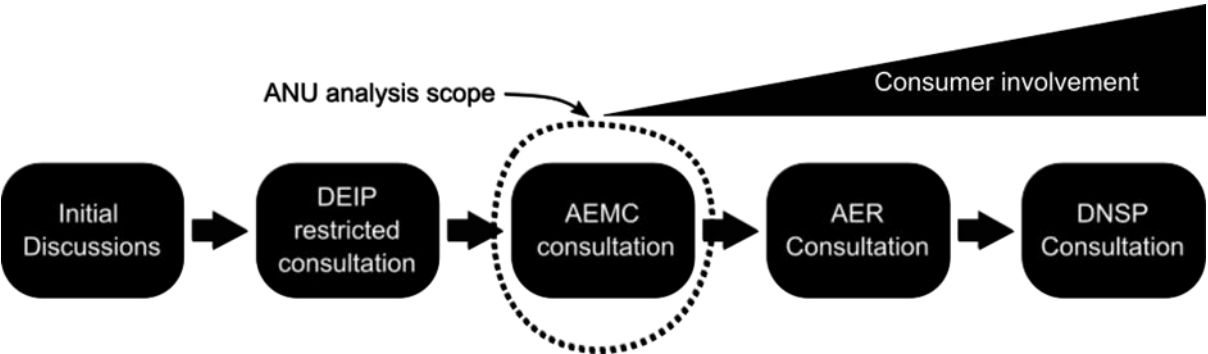 Consumer involvement
ANU analysis scope
Initial
Discussions
DEIP
restricted
consultation
AEMC
consultation
AER
Consultation
DNSP
Consultation